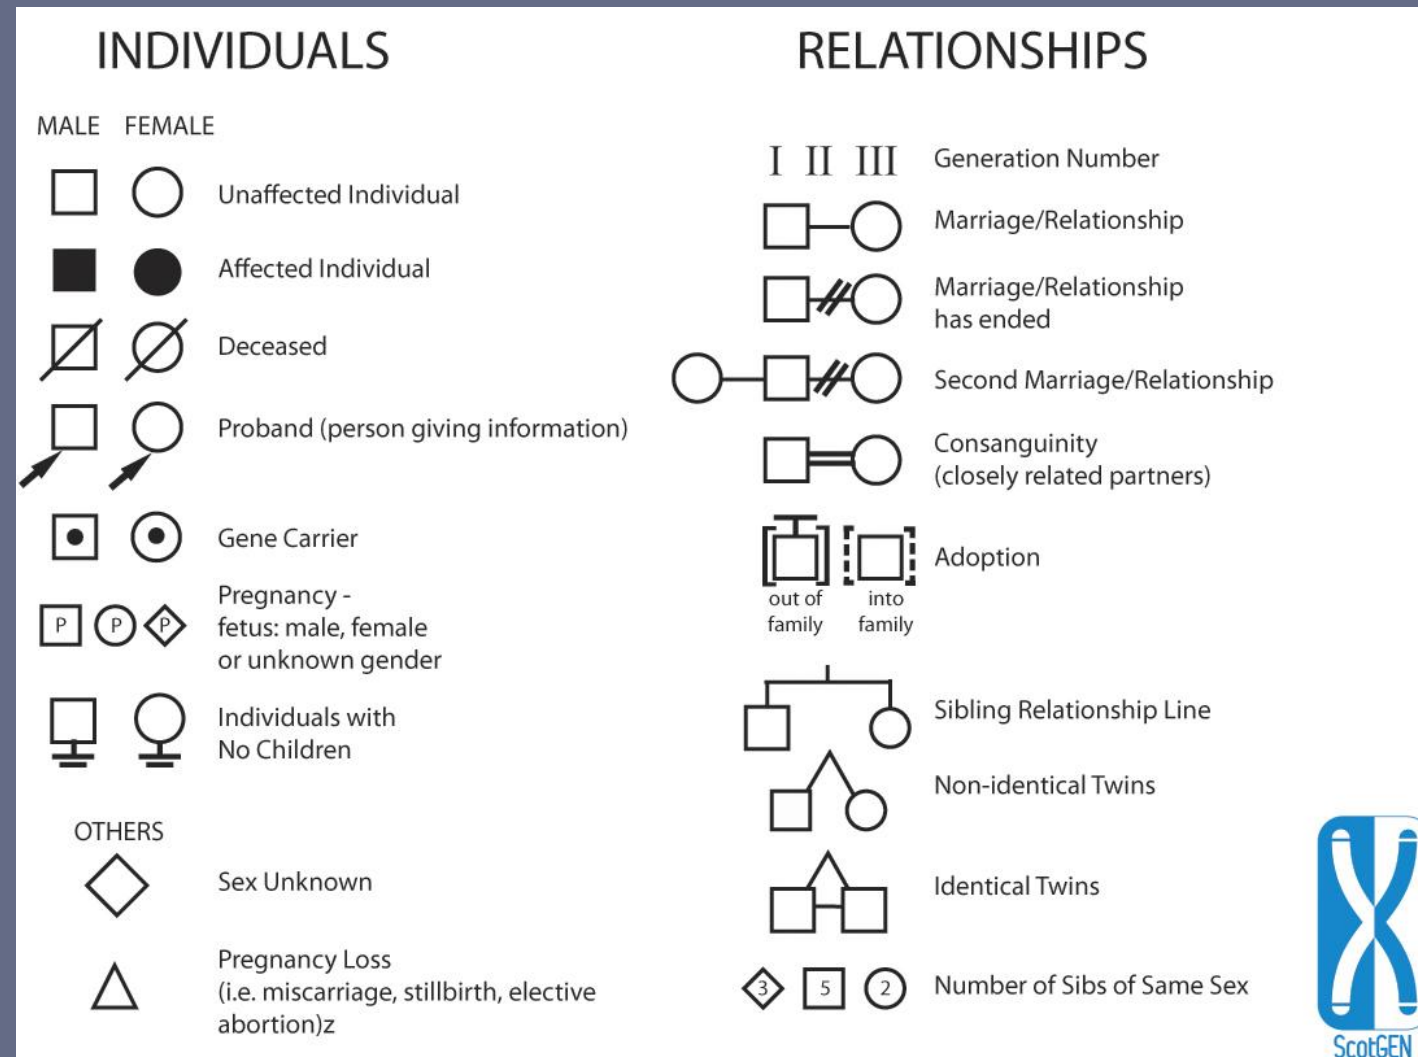 INDIVIDUALS
MALE FEMALE
Unaffected Individual
Affected Individual
Deceased
Proband (person giving information)
Gene Carrier
P P P
Pregnancy -
fetus: male, female
or unknown gender
Individuals with
No Children
OTHERS
Sex Unknown
Pregnancy Loss
(i.e. miscarriage, stillbirth, elective
abortion)z
RELATIONSHIPS
I II III Generation Number
Marriage/Relationship
Marriage/Relationship
has ended
Second Marriage/Relationship
Consanguinity
(closely related partners)
Adoption
out of into
family family
Sibling Relationship Line
Non-identical Twins
Identical Twins
3 5 2 Number of Sibs of Same Sex
ScotGEN